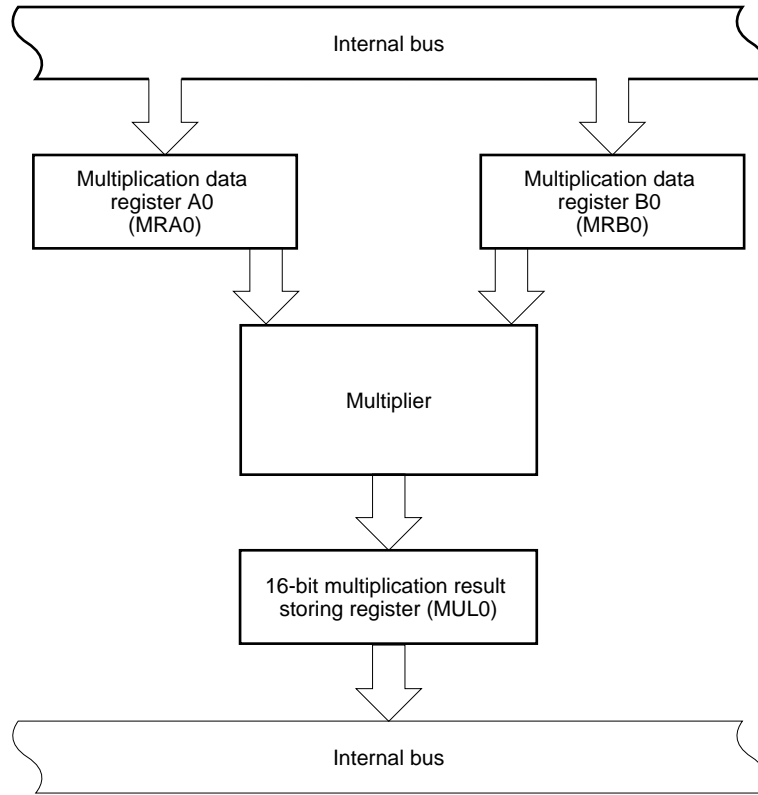 Internal bus
Multiplication data
register A0
(MRA0)
Multiplication data
register B0
(MRB0)
Multiplier
16-bit multiplication result
storing register (MUL0)
Internal bus